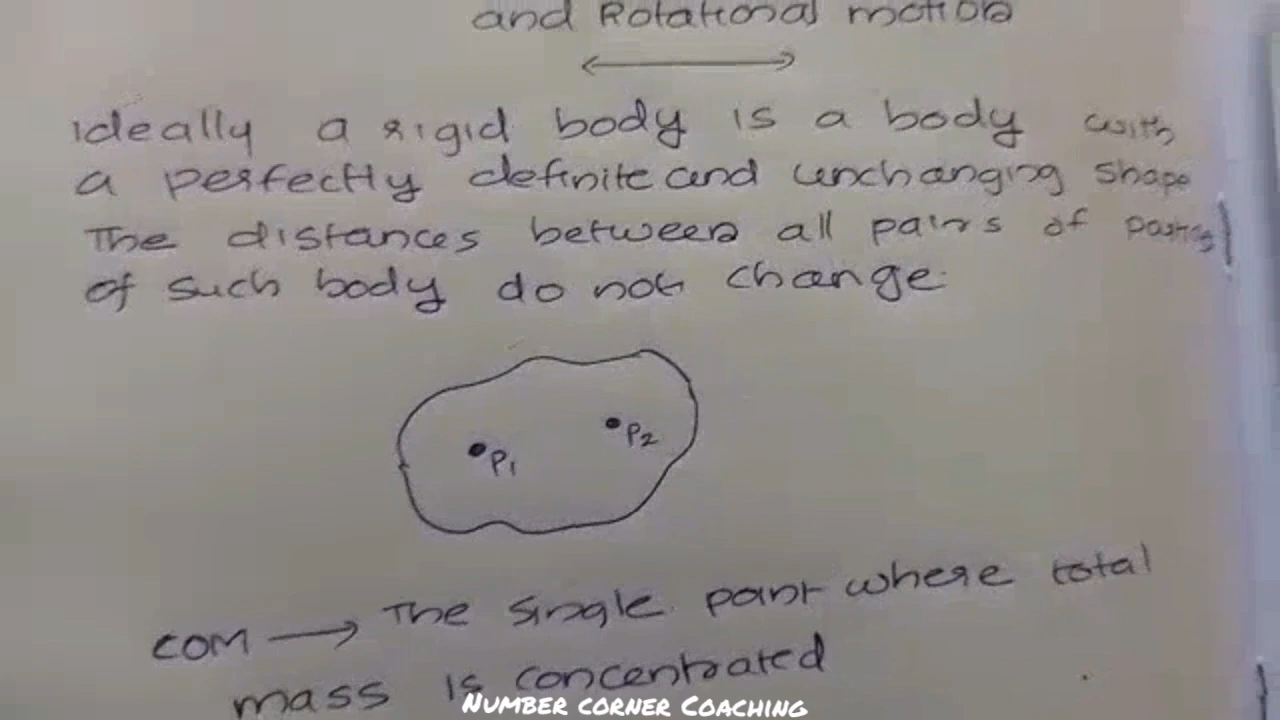 and Rotational motion
ideally a rigid body is a body with
a perfectly definite and unchanging shape
The distances between all pairs of
of such body do not change.
P1
P2
COM → The single point where total
mass is concentrated
NUMBER CORNER COACHING